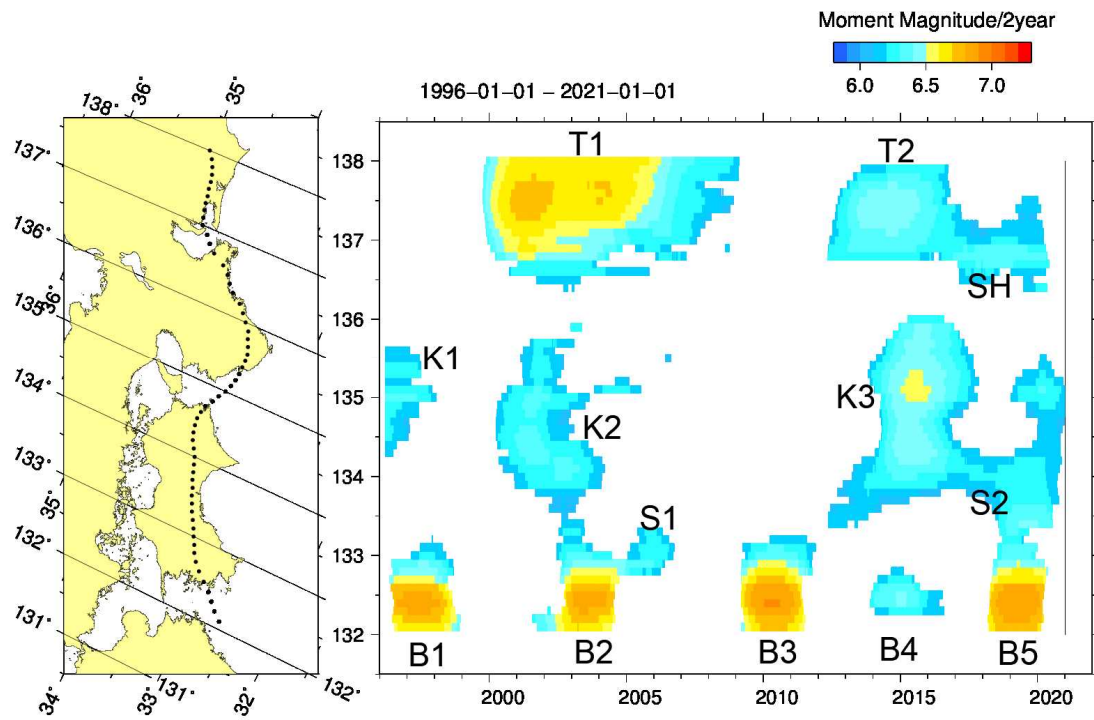 Moment Magnitude/2year
6.0 6.5 7.0
1996−01−01 − 2021−01−01
138° 36° 35°
137°
136°
36°
135°
134°
133°
35°
132°
131°
34° 33° 131° 32° 132°
138
137
136
135
134
133
132
T1
T2
SH
K1
K2
K3
S1
S2
B1 B2 B3 B4 B5
2000 2005 2010 2015 2020